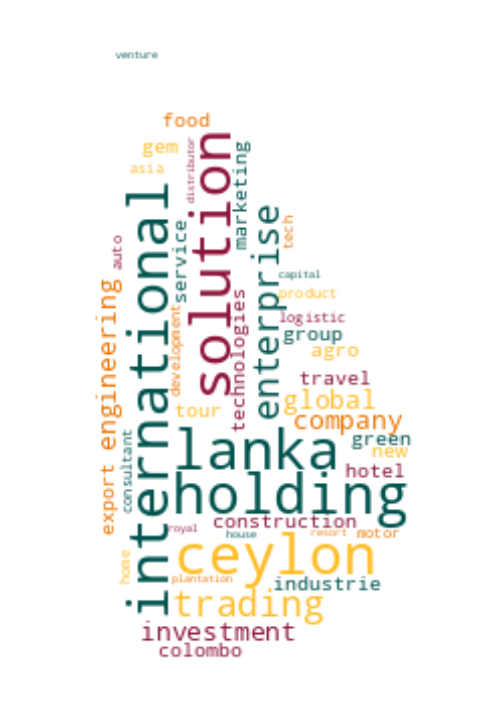 venture
food
gem
asia
distributor
solution
marketing
international
service
enterprise
tech
auto
capital
product
development
technologies
logistic
group
agro
engineering
export
travel
tour
global
company
consultant
lanka
green
new
hotel
holding
construction
royal
house
resort
motor
ceylon
home
plantation
industrie
trading
investment
colombo